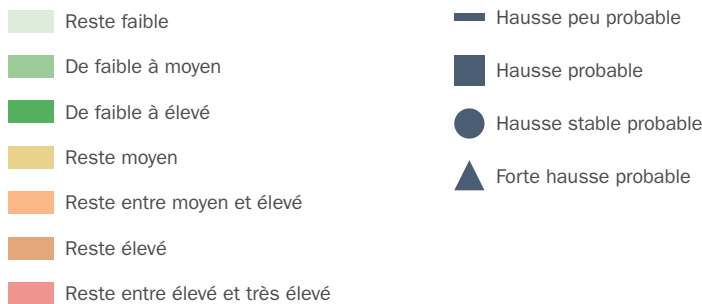 Reste faible
De faible à moyen
De faible à élevé
Reste moyen
Reste entre moyen et élevé
Reste élevé
Reste entre élevé et très élevé
Hausse peu probable
Hausse probable
Hausse stable probable
Forte hausse probable